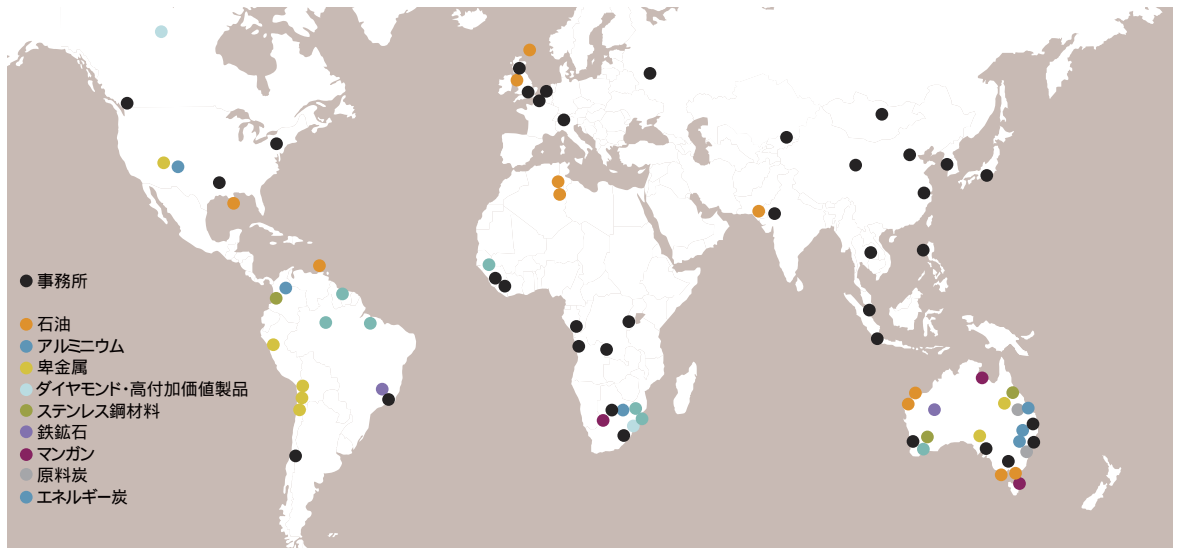 事務所
石油
アルミニウム
卑金属
ダイヤモンド・高付加価値製品
ステンレス鋼材料
鉄鉱石
マンガン
原料炭
エネルギー炭